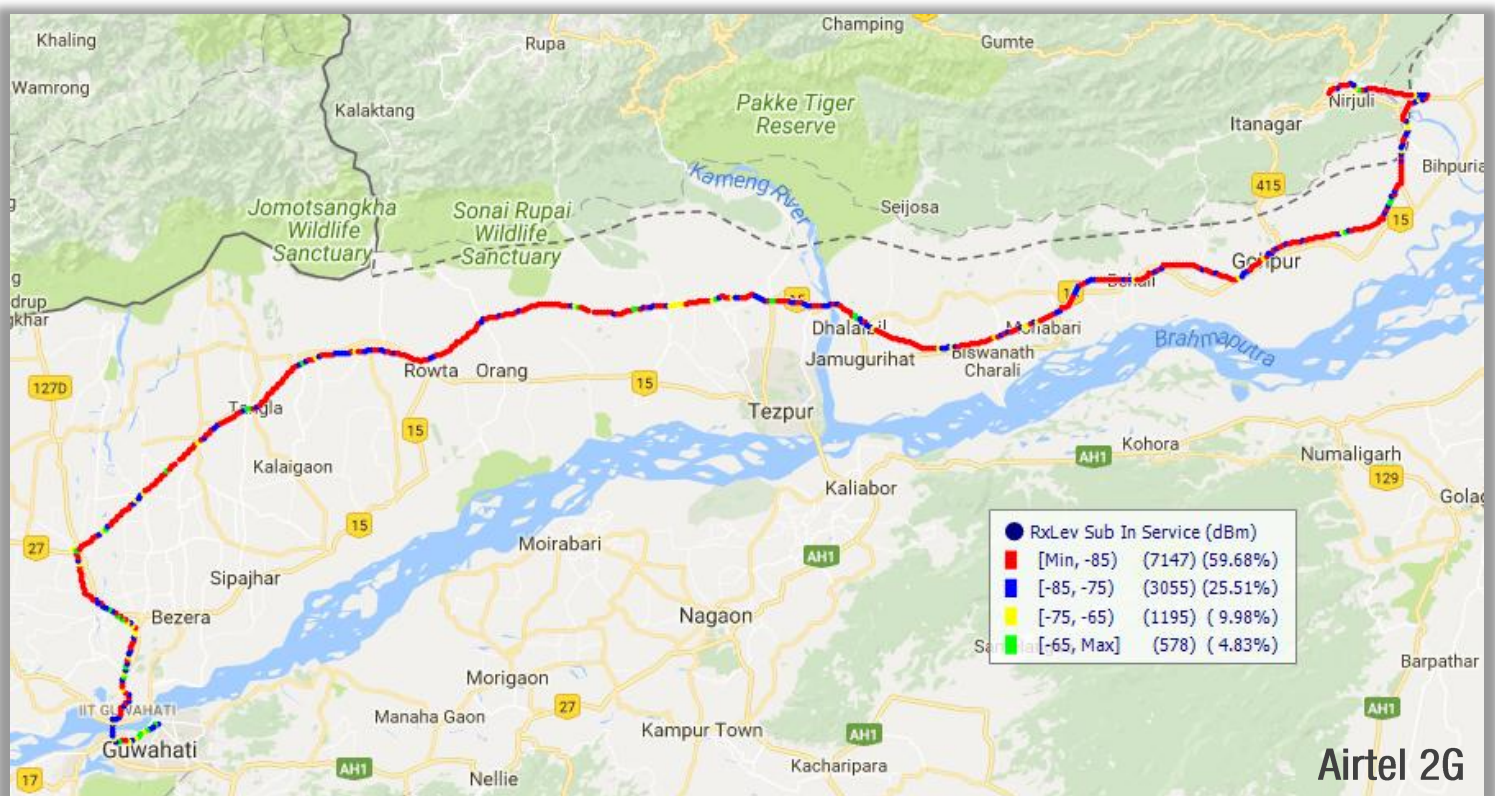 Khaling
Champing
Rupa
Gumte
Wamrong
Kalaktang
Pakke Tiger
Reserve
Nirjuli
Itanagar
Bihpuria
Kameng River
415
Jomotsangkha
Wildlife
Sanctuary
Sonai Rupai
Wildlife
Sanctuary
Seijosa
15
Gohpur
drup
gkhar
Dhalaibil
Mohabari
Jamugurihat
Biswanath
Charali
Brahmaputra
Rowta
Orang
127D
15
Tangla
15
Tezpur
Kalaigaon
AH1
Kohora
Numaligarh
129
Kaliabor
Golag
15
27
Moirabari
AH1
Sipajhar
RxLev Sub In Service (dBm)
[Min, -85) (7147) (59.68%)
[-85, -75) (3055) (25.51%)
[-75, -65) (1195) ( 9.98%)
[-65, Max] (578) ( 4.83%)
Bezera
Nagaon
Barpathar
Morigaon
IIT GUWAHATI
Manaha Gaon
27
Kampur Town
AH1
AH1
Guwahati
17
AH1
Nellie
Kacharipara
Airtel 2G